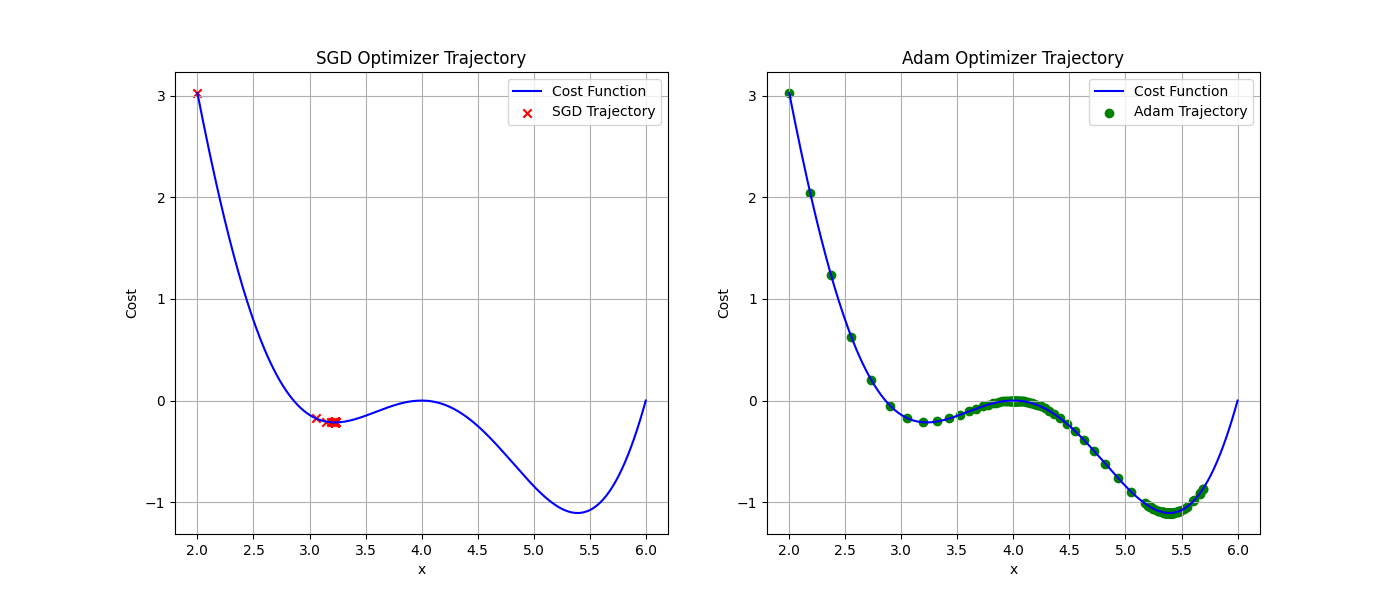 SGD Optimizer Trajectory
Cost Function
SGD Trajectory
3
2
1
0
−1
Cost
2.0 2.5 3.0 3.5 4.0 4.5 5.0 5.5 6.0
x
Adam Optimizer Trajectory
Cost Function
Adam Trajectory
3
2
1
0
−1
Cost
2.0 2.5 3.0 3.5 4.0 4.5 5.0 5.5 6.0
x